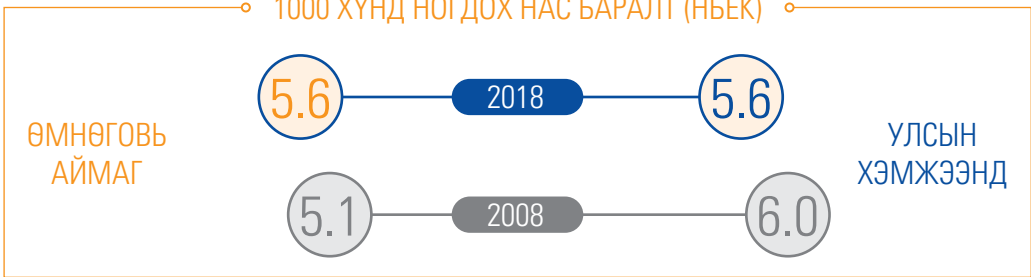 1000 ХҮНД НОГДОХ НАС БАРАЛТ (НБЕК)
5.6 2018 5.6
ӨМНӨГОВЬ
АЙМАГ
УЛСЫН
ХЭМЖЭЭНД
5.1 2008 6.0